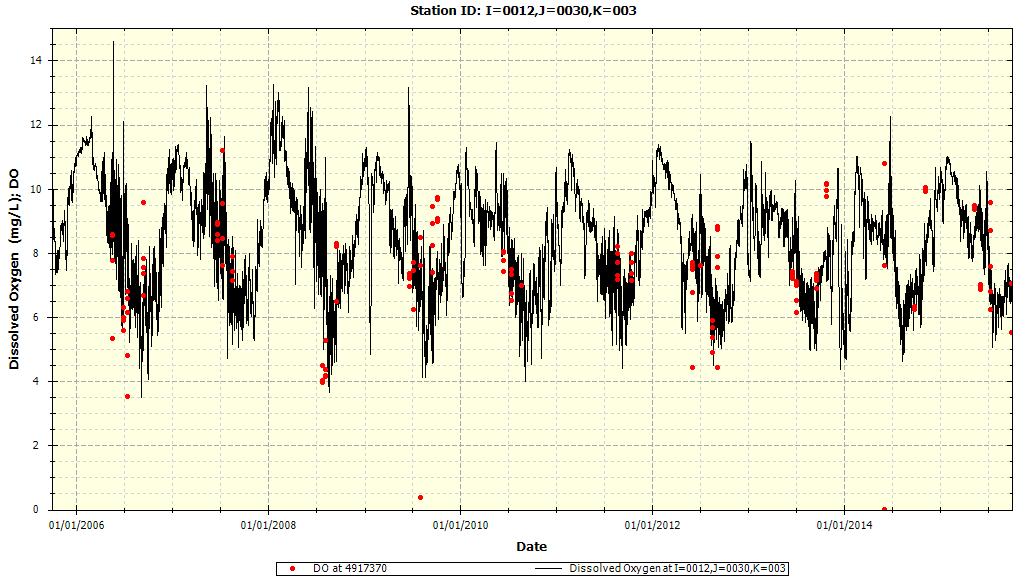 Station ID: I=0012,J=0030,K=003
Dissolved Oxygen (mg/L); DO
14
12
10
8
6
4
2
0
01/01/2006
01/01/2008
01/01/2010
01/01/2012
01/01/2014
Date
DO at 4917370
Dissolved Oxygen at I=0012,J=0030,K=003